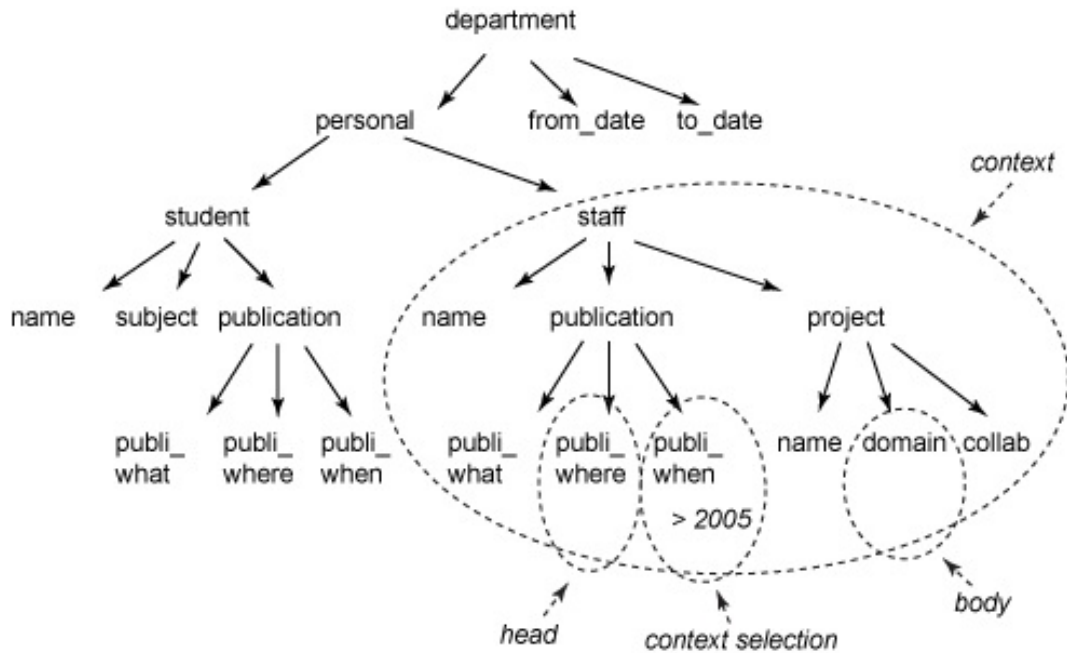 department
personal from_date to_date
context
student staff
name subject publication name publication project
publi_ publi_ publi_ publi_ publi_ publi_ name domain collab
what where when what where when
> 2005
body
head context selection